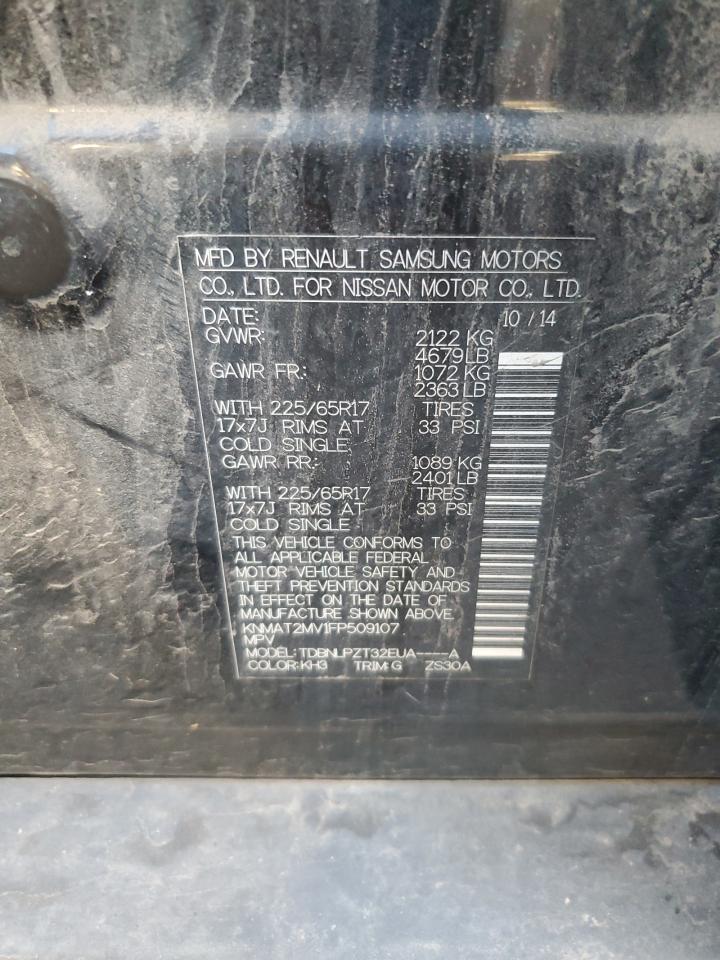 MFD BY RENAULT SAMSUNG MOTORS
CO., LTD. FOR NISSAN MOTOR CO., LTD.
DATE: 10 / 14
GVWR: 2122 KG
4679 LB
GAWR FR: 1072 KG
2363 LB
WITH 225/65R17 TIRES
17x7J RIMS AT 33 PSI
COLD SINGLE
GAWR RR: 1089 KG
2401 LB
WITH 225/65R17 TIRES
17x7J RIMS AT 33 PSI
COLD SINGLE
THIS VEHICLE CONFORMS TO
ALL APPLICABLE FEDERAL
MOTOR VEHICLE SAFETY AND
THEFT PREVENTION STANDARDS
IN EFFECT ON THE DATE OF
MANUFACTURE SHOWN ABOVE.
KNMAT2MV1FP509107
MPV
MODEL: TDBNLPZT32EUA----A
COLOR: KH3 TRIM: G ZS30A